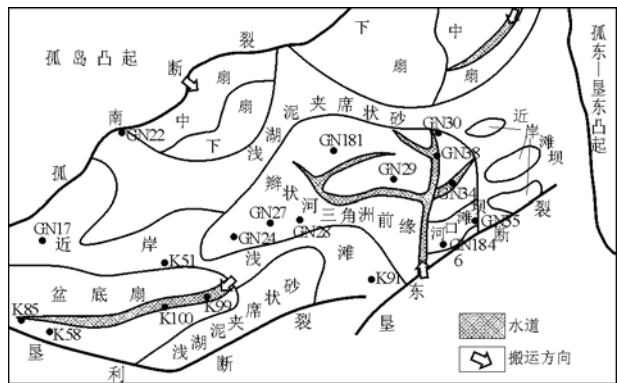 孤岛凸起
孤东—垦东凸起
孤南断裂
中扇
下扇
下扇
中扇
浅湖泥夹席状砂
近岸滩坝
GN30
GN38
GN181
GN29
GN34
GN22
GN17
GN27
GN28
GN24
GN35
GN184
6
辫状河三角洲前缘
河口滩坝
近岸浅滩
K51
盆底扇
K99
K100
K85
K58
K91
浅湖泥夹席状砂
垦利断裂
垦东断裂
水道
搬运方向